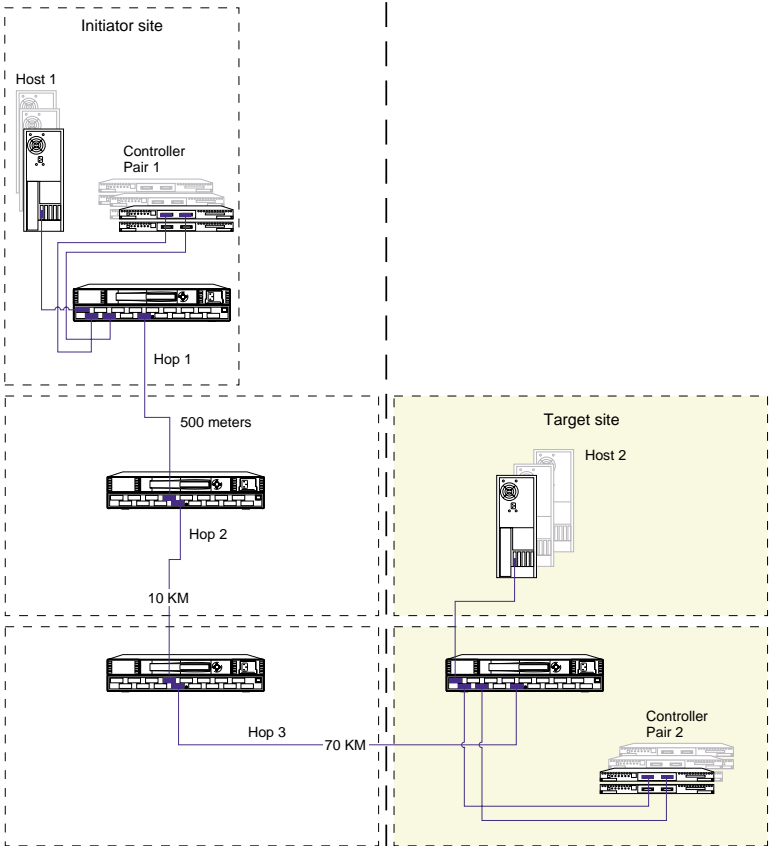 Initiator site
Host 1
Controller
Pair 1
Hop 1
500 meters
Target site
Host 2
Hop 2
10 KM
Hop 3
70 KM
Controller
Pair 2